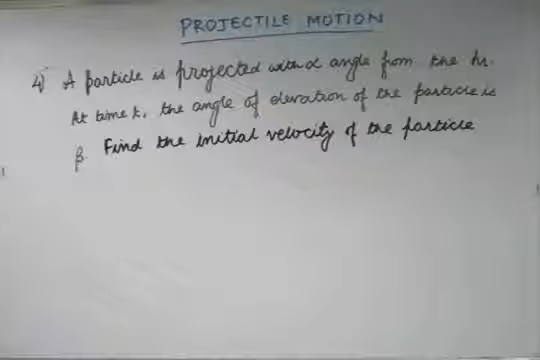 PROJECTILE MOTION
4) A particle is projected with α angle from the hr.
At time t, the angle of elevation of the particle is
β. Find the initial velocity of the particle